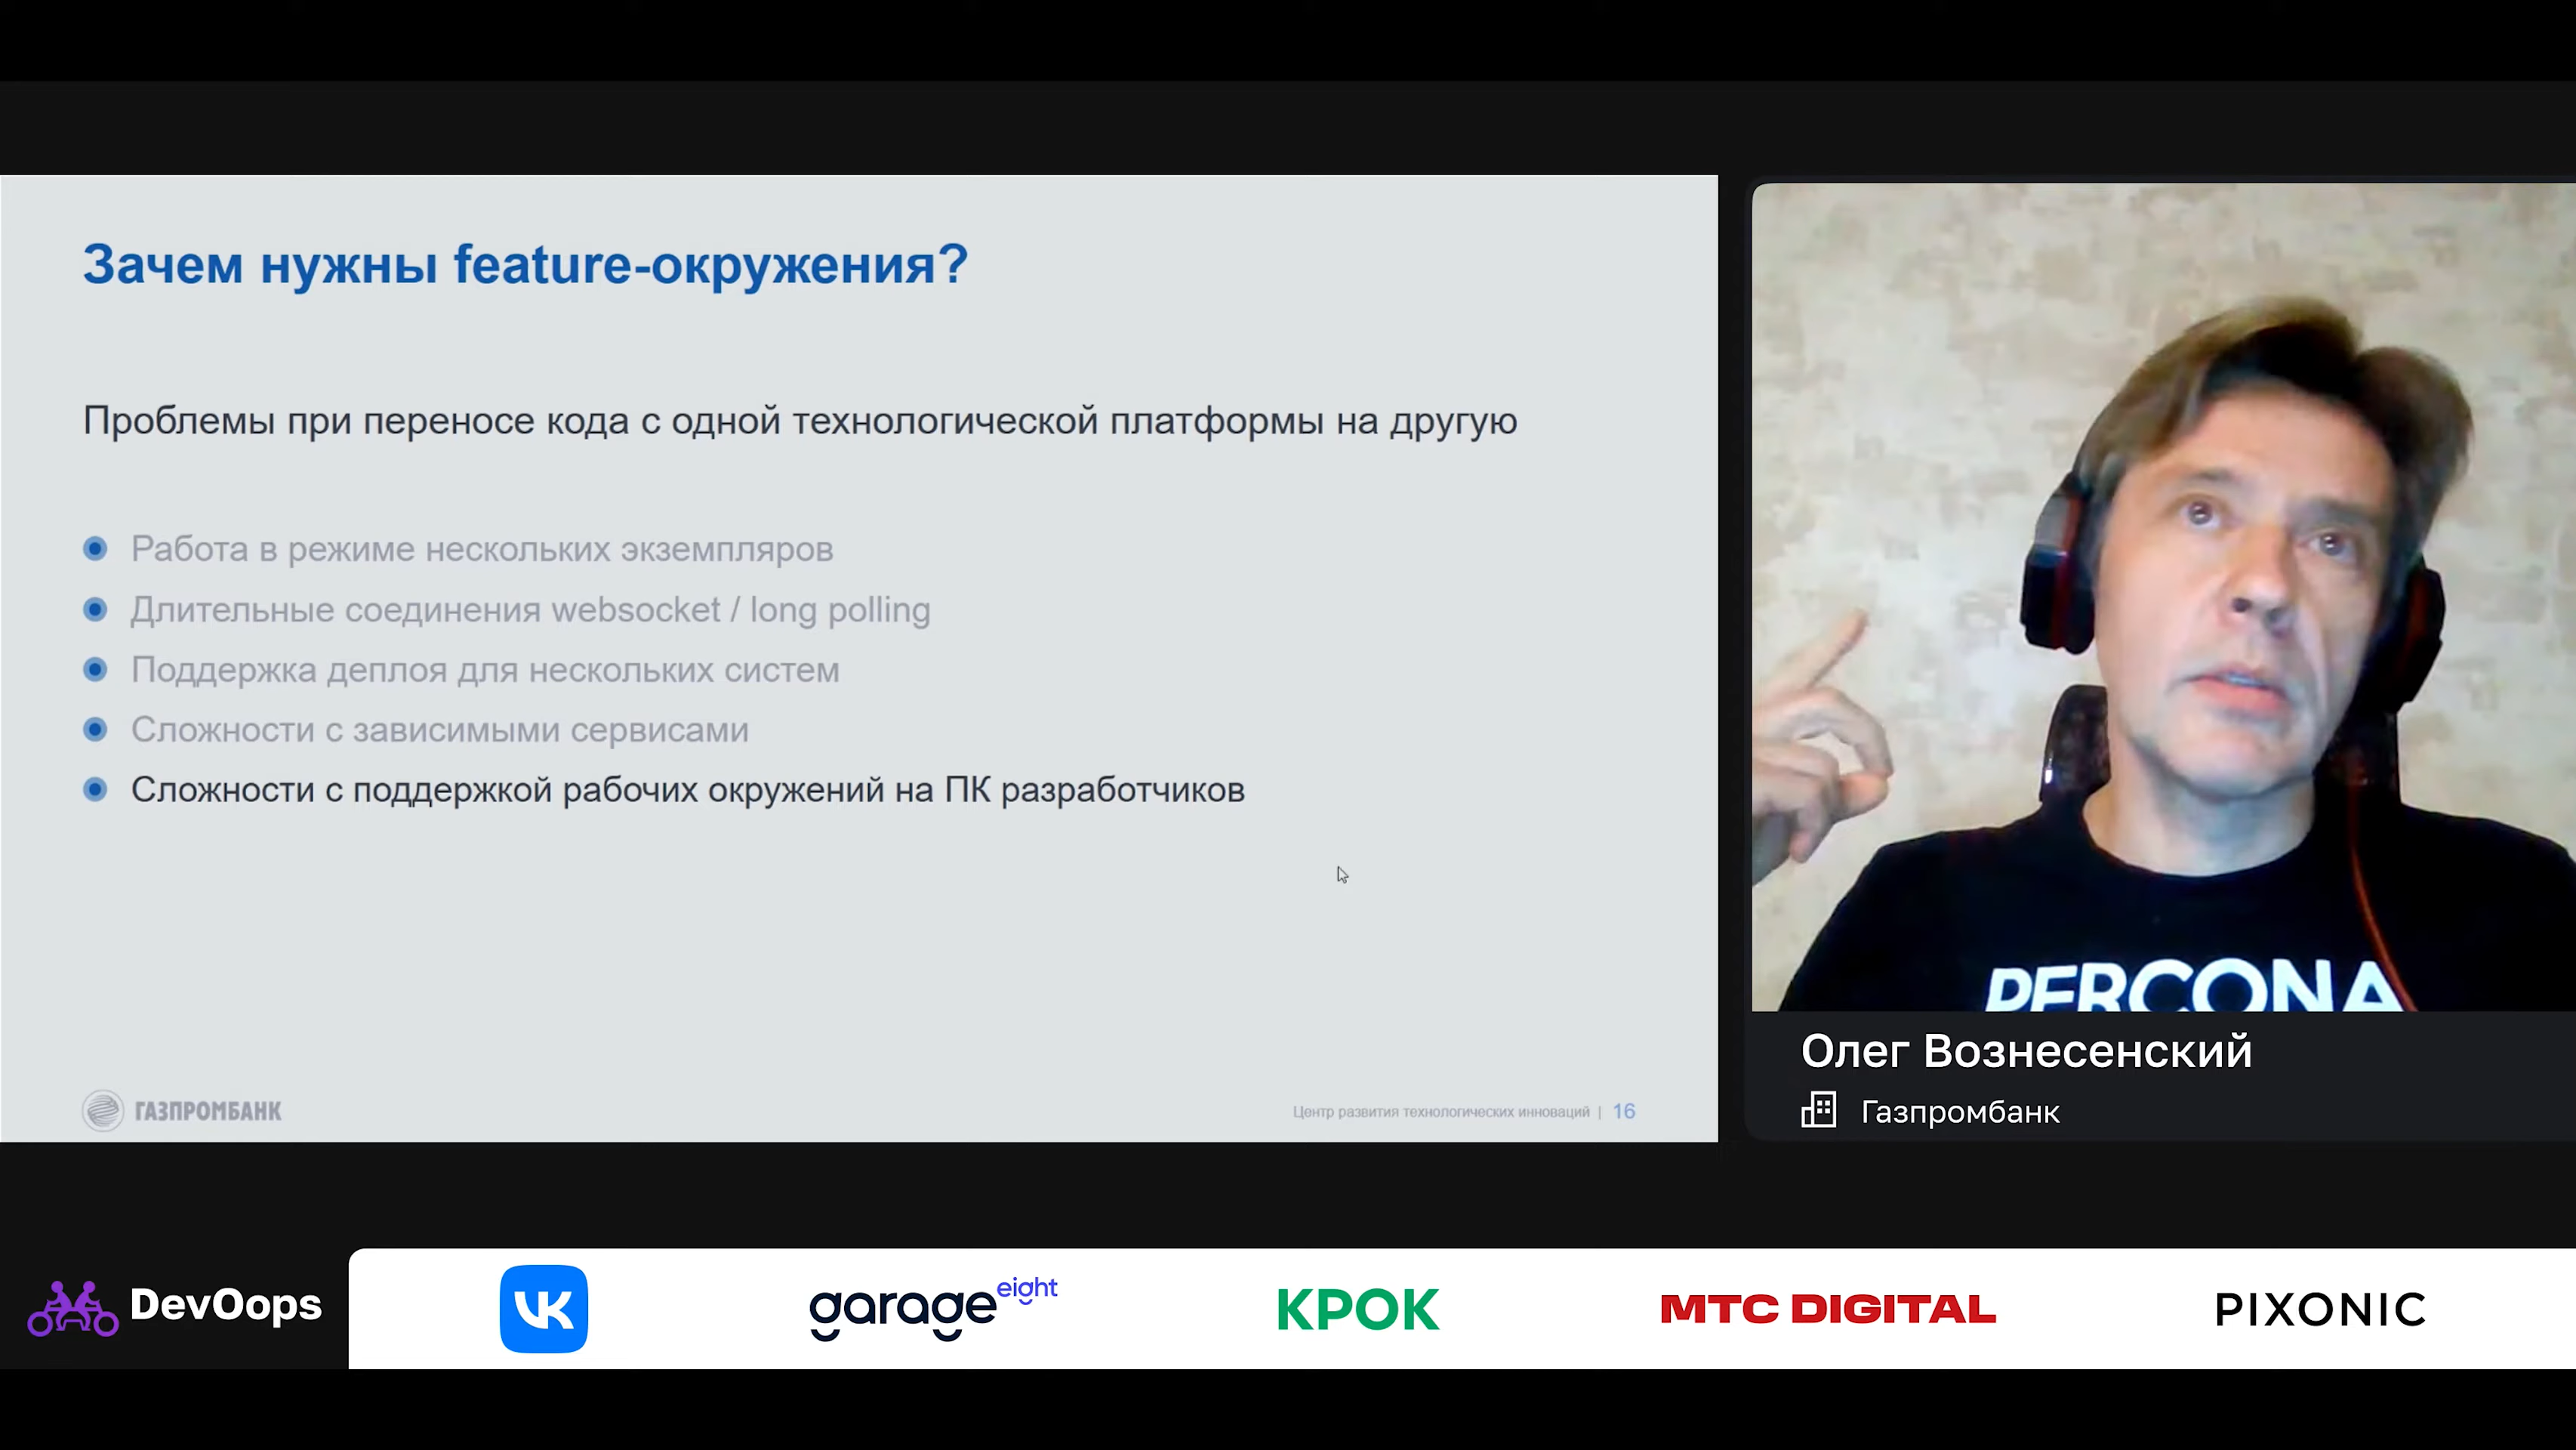 Зачем нужны feature-окружения?
Проблемы при переносе кода с одной технологической платформы на другую
Работа в режиме нескольких экземпляров
Длительные соединения websocket / long polling
Поддержка деплоя для нескольких систем
Сложности с зависимыми сервисами
Сложности с поддержкой рабочих окружений на ПК разработчиков
ГАЗПРОМБАНК
Центр развития технологических инноваций | 16
PERCONA
Олег Вознесенский
Газпромбанк
DevOops
VK
garage eight
КРОК
МТС DIGITAL
PIXONIC